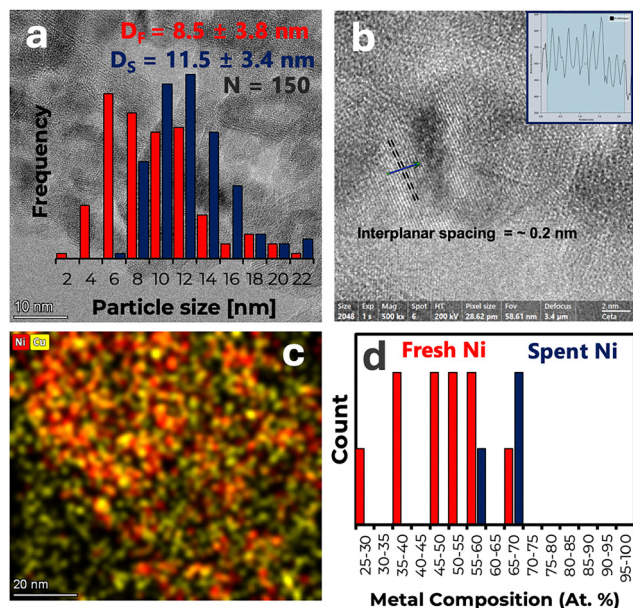 a
D_F = 8.5 ± 3.8 nm
D_S = 11.5 ± 3.4 nm
N = 150
Frequency
2 4 6 8 10 12 14 16 18 20 22
Particle size [nm]
10 nm
b
Interplanar spacing = ~ 0.2 nm
Size Exp Mag Spot HT Pixel size Fov Defocus 2 nm
2048 1 s 500 kx 6 200 kV 28.62 pm 58.61 nm 3.4 µm Ceta
Ni Cu
c
20 nm
d
Fresh Ni Spent Ni
Count
25-30 30-35 35-40 45-50 50-55 55-60 60-65 65-70 70-75 75-80 80-85 85-90 90-95 95-100
Metal Composition (At. %)